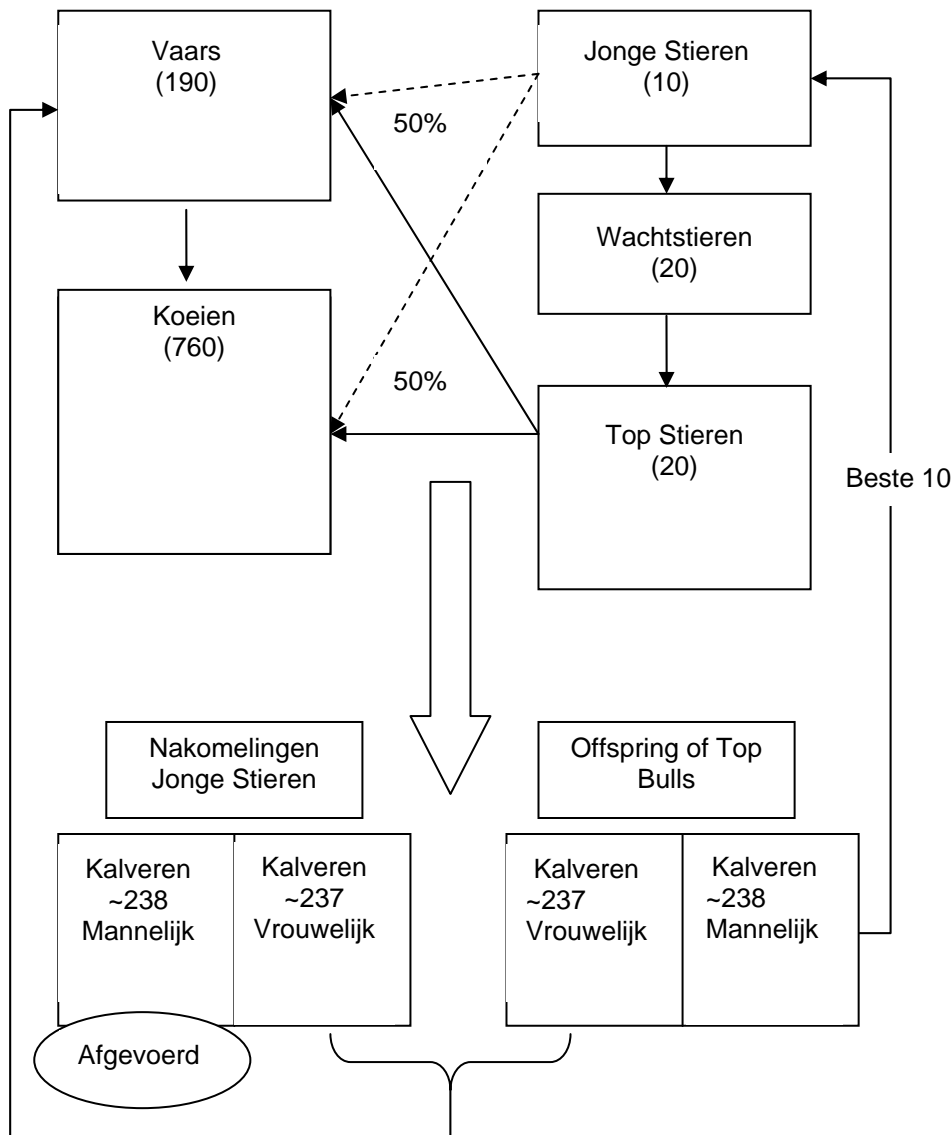 Vaars
(190)
Jonge Stieren
(10)
50%
Wachtstieren
(20)
Koeien
(760)
50%
Top Stieren
(20)
Beste 10
Nakomelingen
Jonge Stieren
Offspring of Top
Bulls
Kalveren
~238
Mannelijk
Kalveren
~237
Vrouwelijk
Kalveren
~237
Vrouwelijk
Kalveren
~238
Mannelijk
Afgevoerd